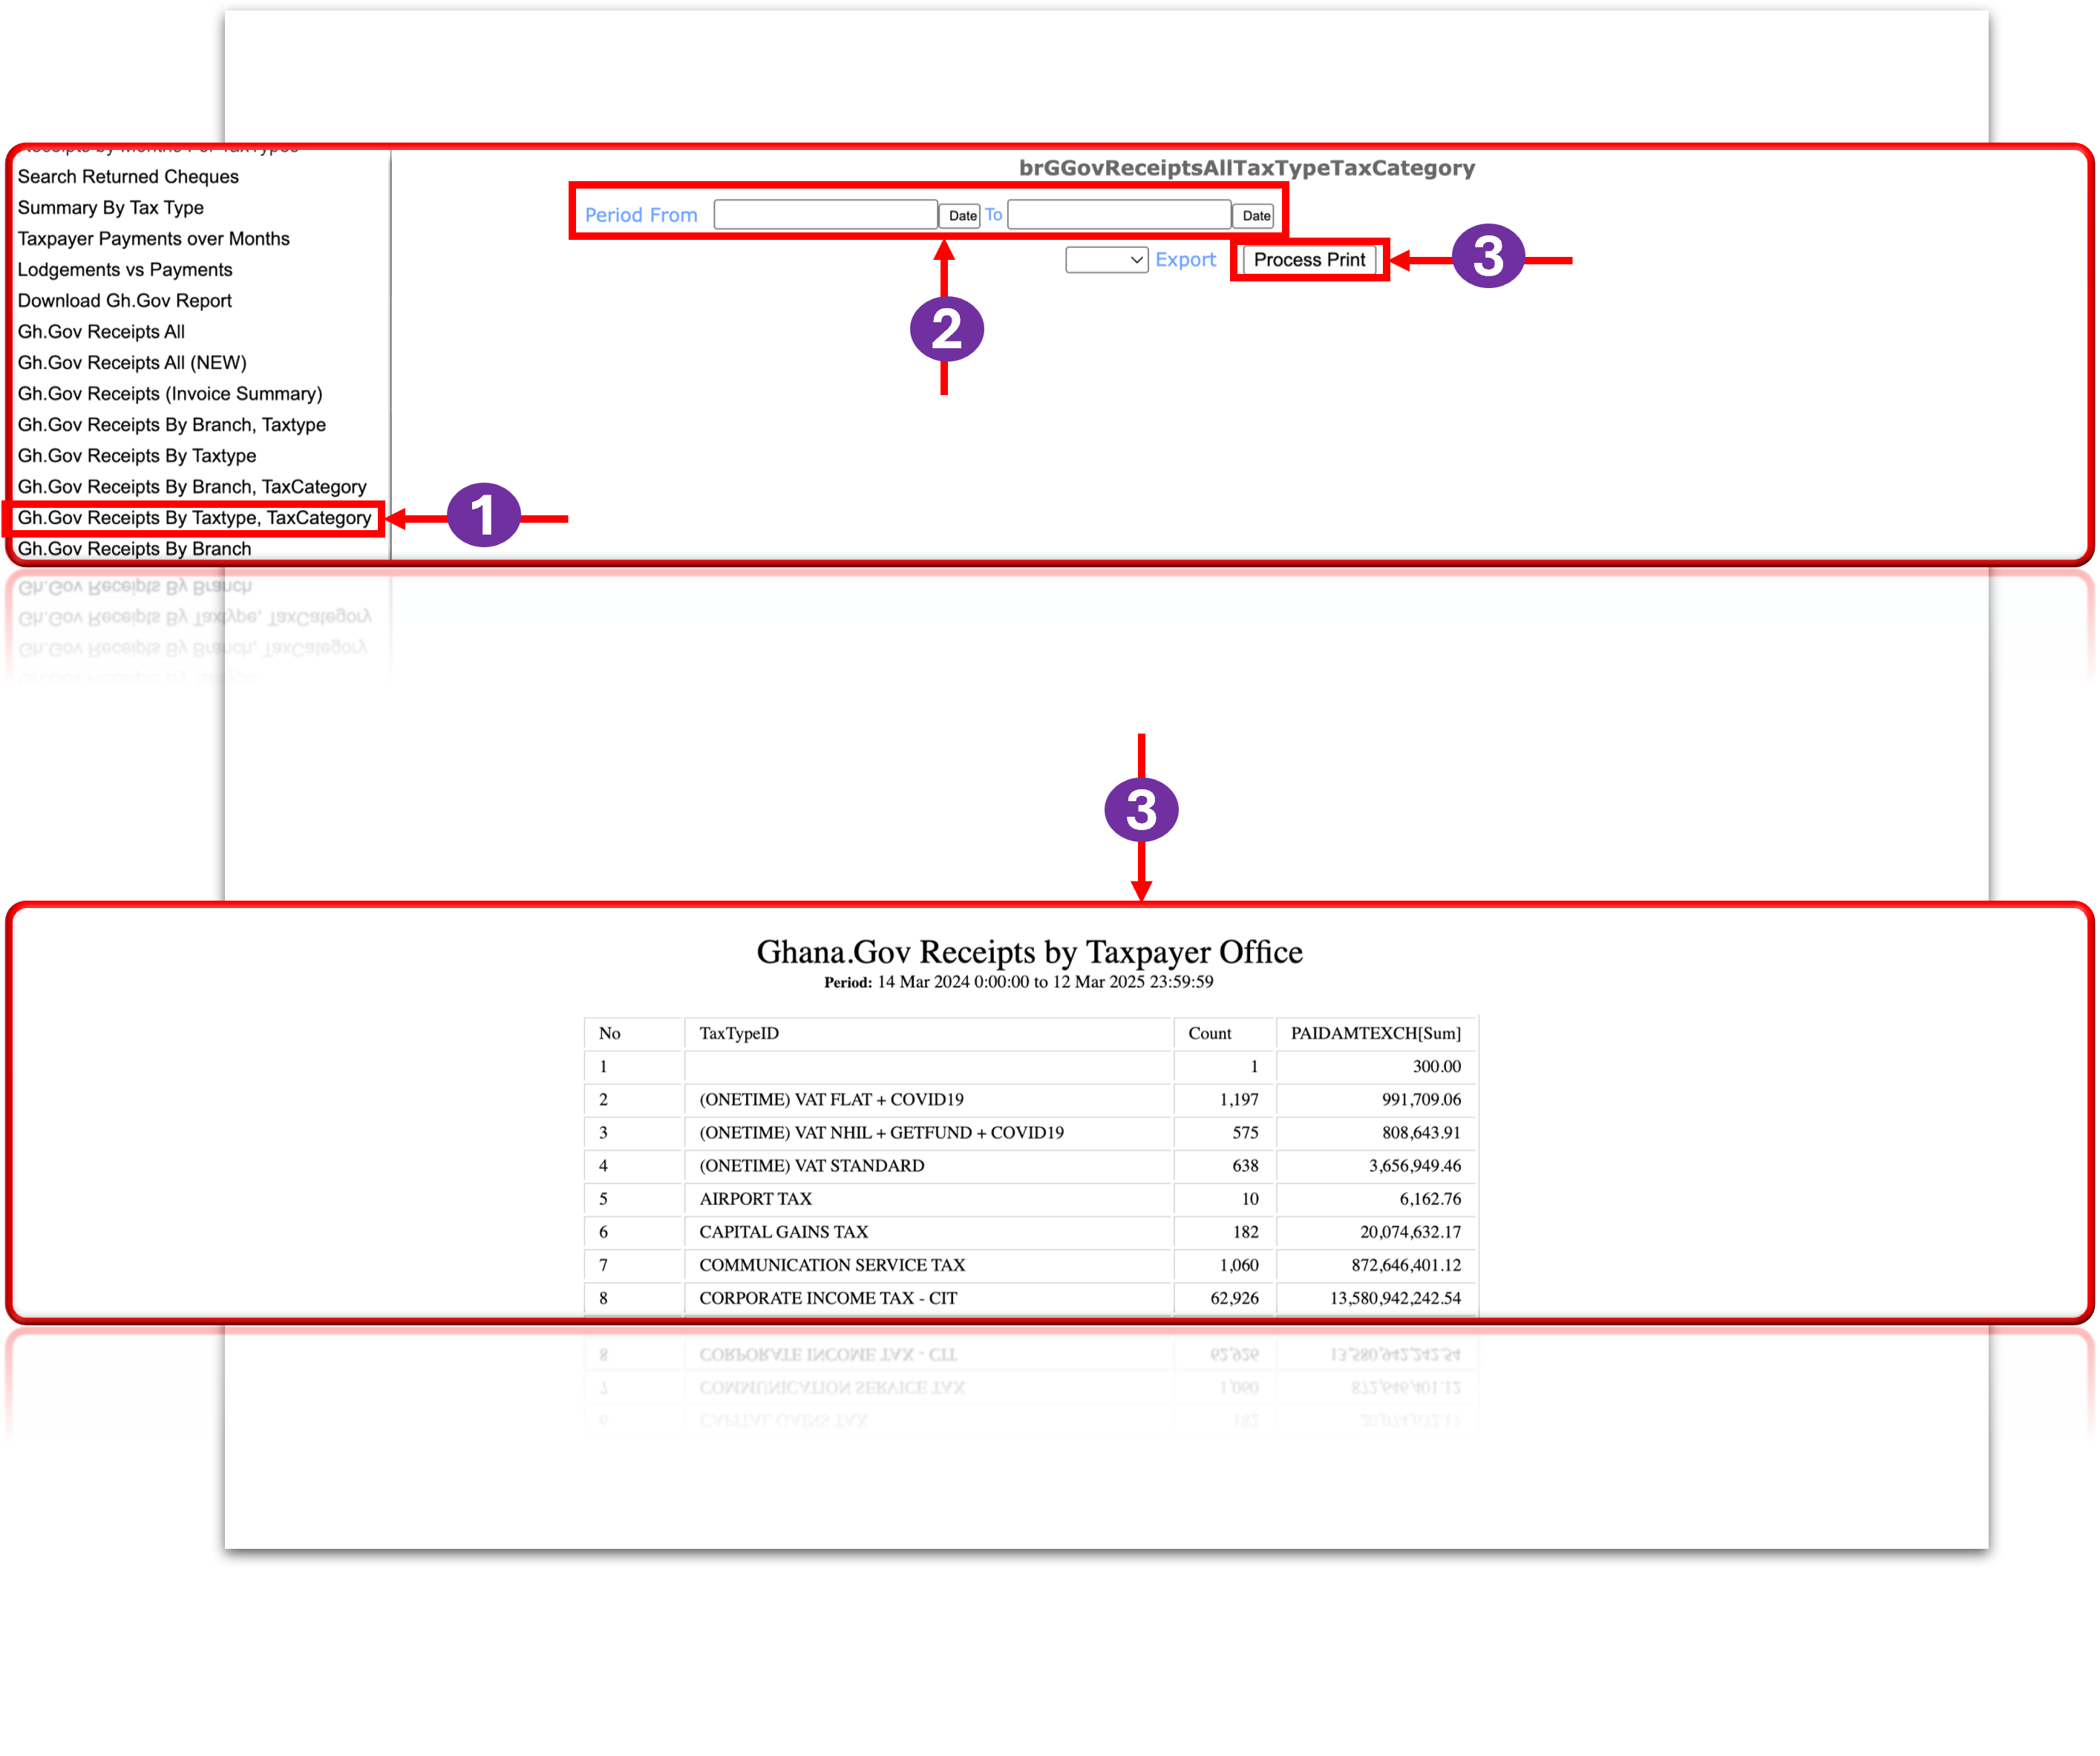 Receipts by Months Per TaxTypes
Search Returned Cheques
Summary By Tax Type
Taxpayer Payments over Months
Lodgements vs Payments
Download Gh.Gov Report
Gh.Gov Receipts All
Gh.Gov Receipts All (NEW)
Gh.Gov Receipts (Invoice Summary)
Gh.Gov Receipts By Branch, Taxtype
Gh.Gov Receipts By Taxtype
Gh.Gov Receipts By Branch, TaxCategory
Gh.Gov Receipts By Taxtype, TaxCategory
Gh.Gov Receipts By Branch
1
brGGovReceiptsAllTaxTypeTaxCategory
Period From Date To Date
Export Process Print
3
2
3
Ghana.Gov Receipts by Taxpayer Office
Period: 14 Mar 2024 0:00:00 to 12 Mar 2025 23:59:59
No TaxTypeID Count PAIDAMTEXCH[Sum]
1 1 300.00
2 (ONETIME) VAT FLAT + COVID19 1,197 991,709.06
3 (ONETIME) VAT NHIL + GETFUND + COVID19 575 808,643.91
4 (ONETIME) VAT STANDARD 638 3,656,949.46
5 AIRPORT TAX 10 6,162.76
6 CAPITAL GAINS TAX 182 20,074,632.17
7 COMMUNICATION SERVICE TAX 1,060 872,646,401.12
8 CORPORATE INCOME TAX - CIT 62,926 13,580,942,242.54